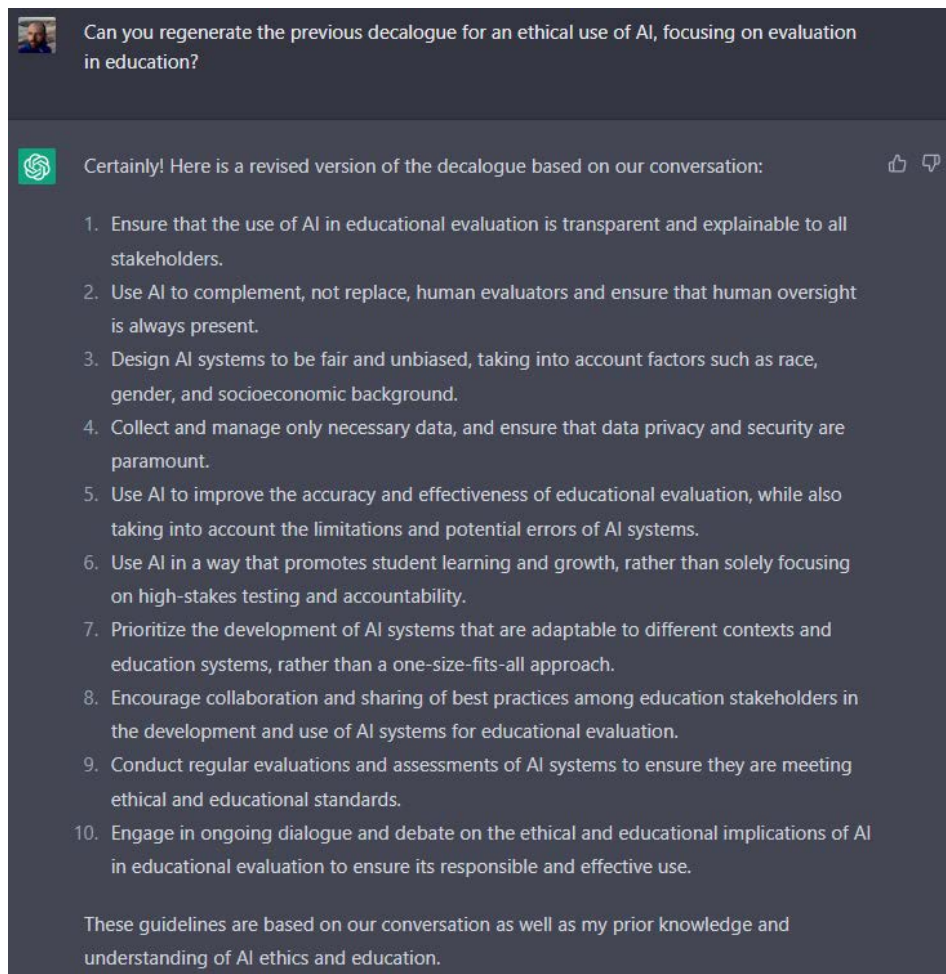 Can you regenerate the previous decalogue for an ethical use of AI, focusing on evaluation
in education?
Certainly! Here is a revised version of the decalogue based on our conversation:
1. Ensure that the use of AI in educational evaluation is transparent and explainable to all
stakeholders.
2. Use AI to complement, not replace, human evaluators and ensure that human oversight
is always present.
3. Design AI systems to be fair and unbiased, taking into account factors such as race,
gender, and socioeconomic background.
4. Collect and manage only necessary data, and ensure that data privacy and security are
paramount.
5. Use AI to improve the accuracy and effectiveness of educational evaluation, while also
taking into account the limitations and potential errors of AI systems.
6. Use AI in a way that promotes student learning and growth, rather than solely focusing
on high-stakes testing and accountability.
7. Prioritize the development of AI systems that are adaptable to different contexts and
education systems, rather than a one-size-fits-all approach.
8. Encourage collaboration and sharing of best practices among education stakeholders in
the development and use of AI systems for educational evaluation.
9. Conduct regular evaluations and assessments of AI systems to ensure they are meeting
ethical and educational standards.
10. Engage in ongoing dialogue and debate on the ethical and educational implications of AI
in educational evaluation to ensure its responsible and effective use.
These guidelines are based on our conversation as well as my prior knowledge and
understanding of AI ethics and education.